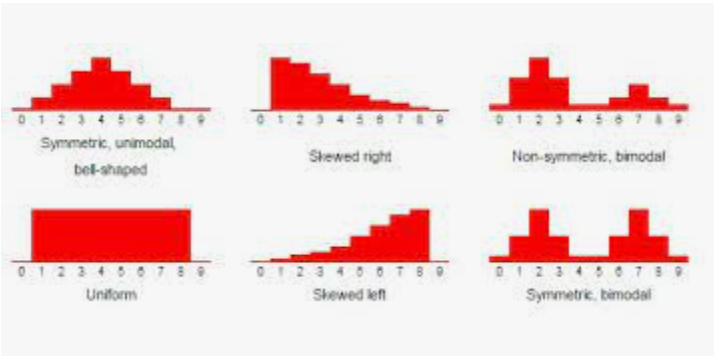 0 1 2 3 4 5 6 7 8 9
Symmetric, unimodal,
bell-shaped
0 1 2 3 4 5 6 7 8 9
Skewed right
0 1 2 3 4 5 6 7 8 9
Non-symmetric, bimodal
0 1 2 3 4 5 6 7 8 9
Uniform
0 1 2 3 4 5 6 7 8 9
Skewed left
0 1 2 3 4 5 6 7 8 9
Symmetric, bimodal